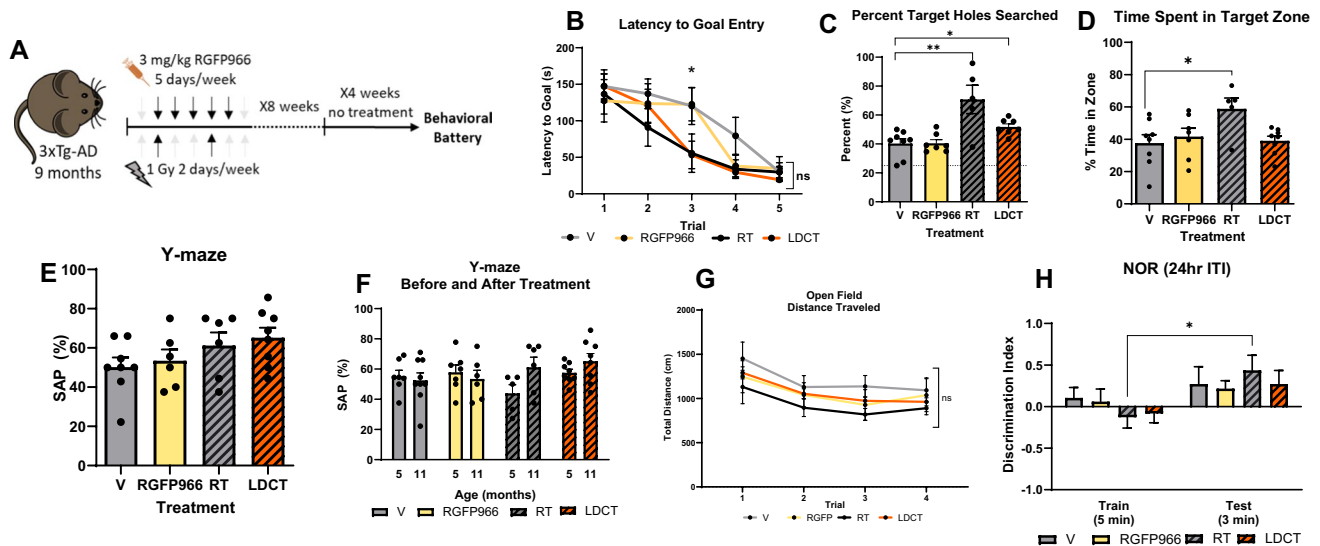 A
3 mg/kg RGFP966
5 days/week
X8 weeks
X4 weeks
no treatment
Behavioral
Battery
3xTg-AD
9 months
1 Gy 2 days/week
B
Latency to Goal Entry
Latency to Goal (s)
200
150
100
50
0
*
ns
1 2 3 4 5
Trial
V RGFP966 RT LDCT
C
Percent Target Holes Searched
Percent (%)
100
80
60
40
20
0
*
**
V RGFP966 RT LDCT
Treatment
D
Time Spent in Target Zone
% Time in Zone
100
80
60
40
20
0
*
V RGFP966 RT LDCT
Treatment
E
Y-maze
SAP (%)
100
80
60
40
20
0
V RGFP966 RT LDCT
Treatment
F
Y-maze
Before and After Treatment
SAP (%)
100
80
60
40
20
0
5 11 5 11 5 11 5 11
Age (months)
V RGFP966 RT LDCT
G
Open Field
Distance Traveled
Total Distance (cm)
2000
1500
1000
500
0
ns
1 2 3 4
Trial
V RGFP RT LDCT
H
NOR (24hr ITI)
Discrimination Index
1.0
0.5
0.0
-0.5
-1.0
*
Train
(5 min)
Test
(3 min)
V RGFP966 RT LDCT